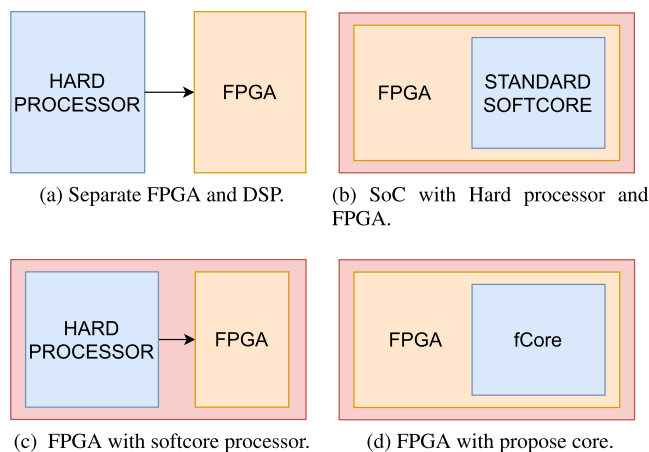 HARD
PROCESSOR
FPGA
FPGA
STANDARD
SOFTCORE
(a) Separate FPGA and DSP.
(b) SoC with Hard processor and
FPGA.
HARD
PROCESSOR
FPGA
FPGA
fCore
(c) FPGA with softcore processor.
(d) FPGA with propose core.